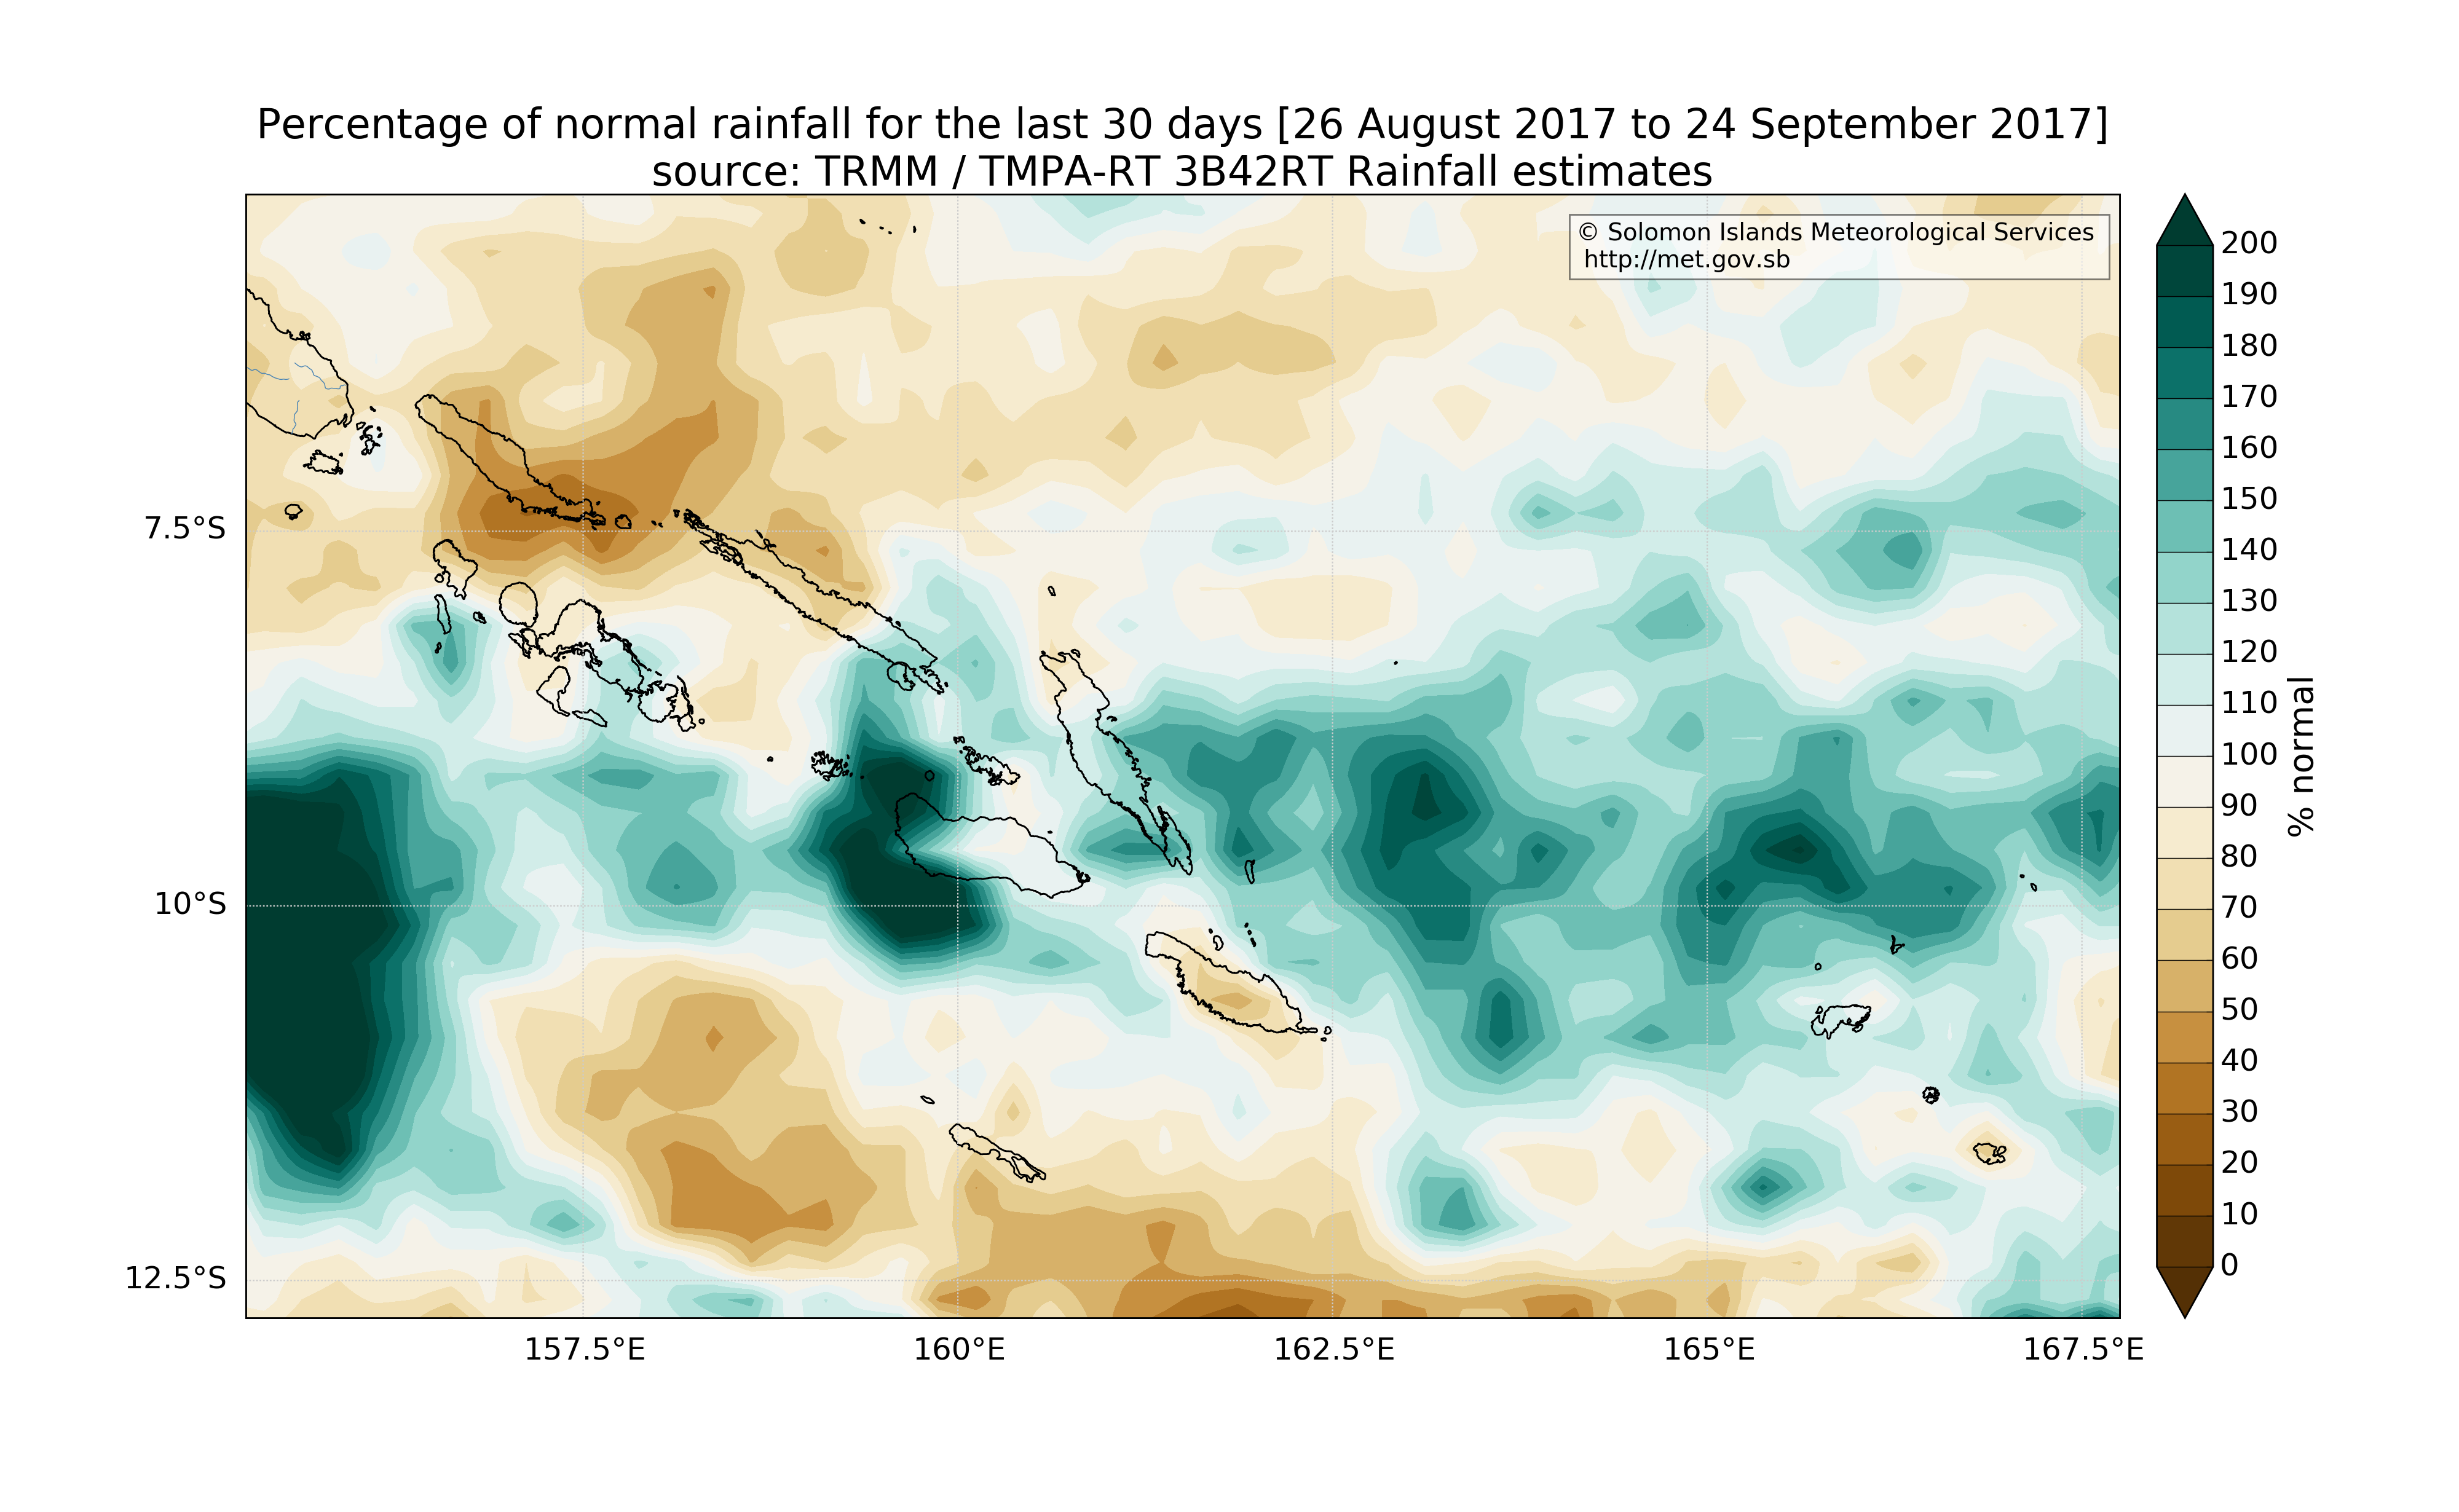 Percentage of normal rainfall for the last 30 days [26 August 2017 to 24 September 2017]
source: TRMM / TMPA-RT 3B42RT Rainfall estimates
© Solomon Islands Meteorological Services
http://met.gov.sb
7.5°S
10°S
12.5°S
157.5°E
160°E
162.5°E
165°E
167.5°E
200
190
180
170
160
150
140
130
120
110
100
90
80
70
60
50
40
30
20
10
0
% normal